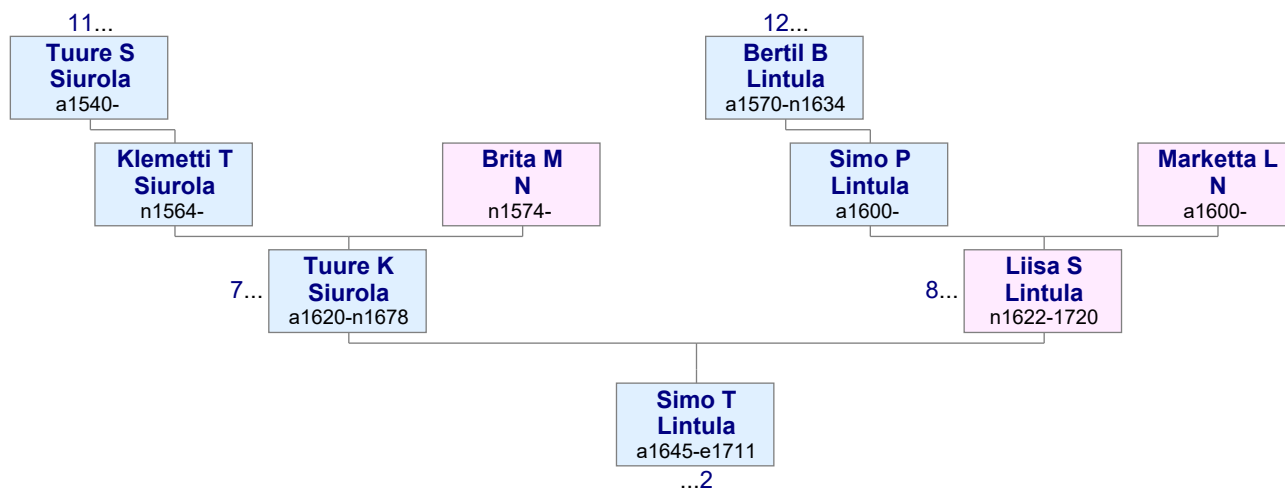 11...
Tuure S
Siurola
a1540-
12...
Bertil B
Lintula
a1570-n1634
Klemetti T
Siurola
n1564-
Brita M
N
n1574-
Simo P
Lintula
a1600-
Marketta L
N
a1600-
7...
Tuure K
Siurola
a1620-n1678
8...
Liisa S
Lintula
n1622-1720
Simo T
Lintula
a1645-e1711
...2